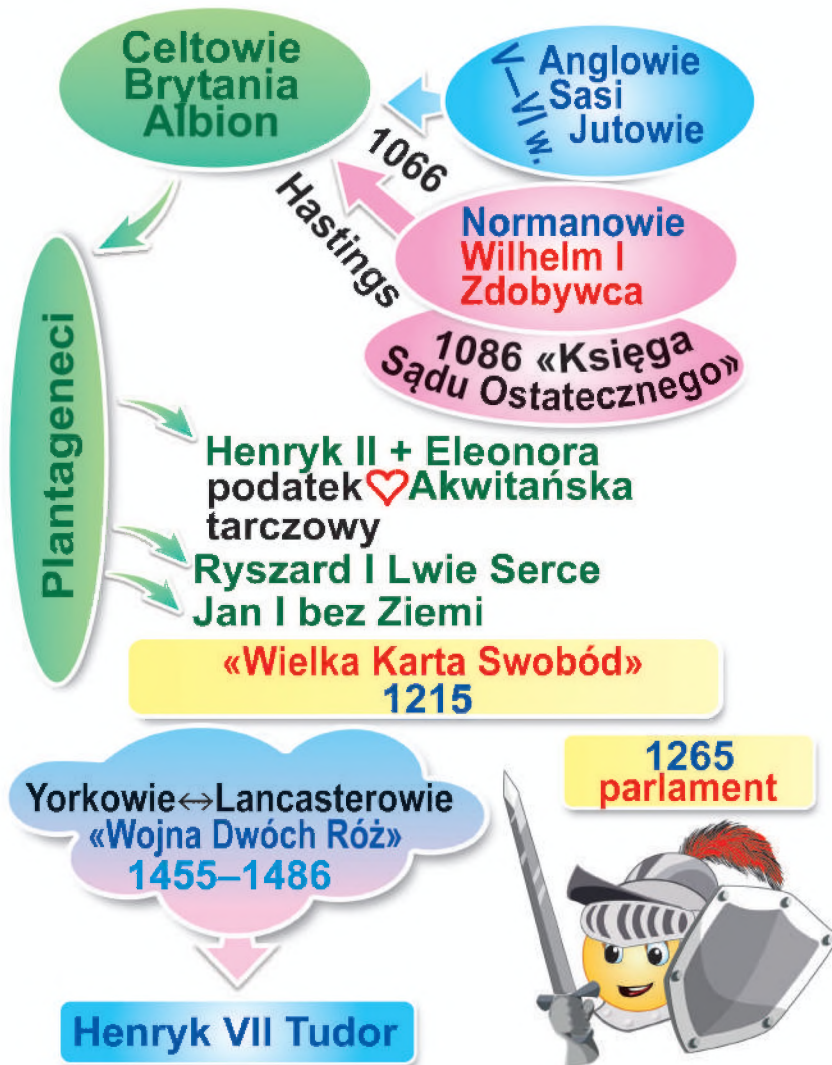 Celtowie
Brytania
Albion
V–VI w.
Anglowie
Sasi
Jutowie
1066
Hastings
Normanowie
Wilhelm I
Zdobywca
1086 «Księga
Sądu Ostatecznego»
Plantageneci
Henryk II + Eleonora
podatek Akwitańska
tarczowy
Ryszard I Lwie Serce
Jan I bez Ziemi
«Wielka Karta Swobód»
1215
1265
parlament
Yorkowie↔Lancasterowie
«Wojna Dwóch Róż»
1455–1486
Henryk VII Tudor